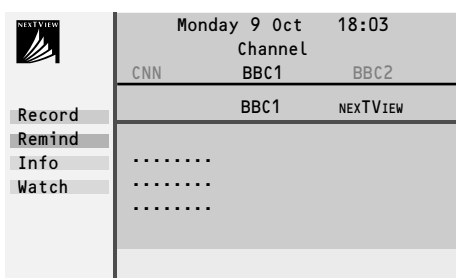 NEXTVIEW
Monday 9 Oct 18:03
Channel
CNN BBC1 BBC2
BBC1 NEXTVIEW
Record
Remind
Info
Watch
........
........
........